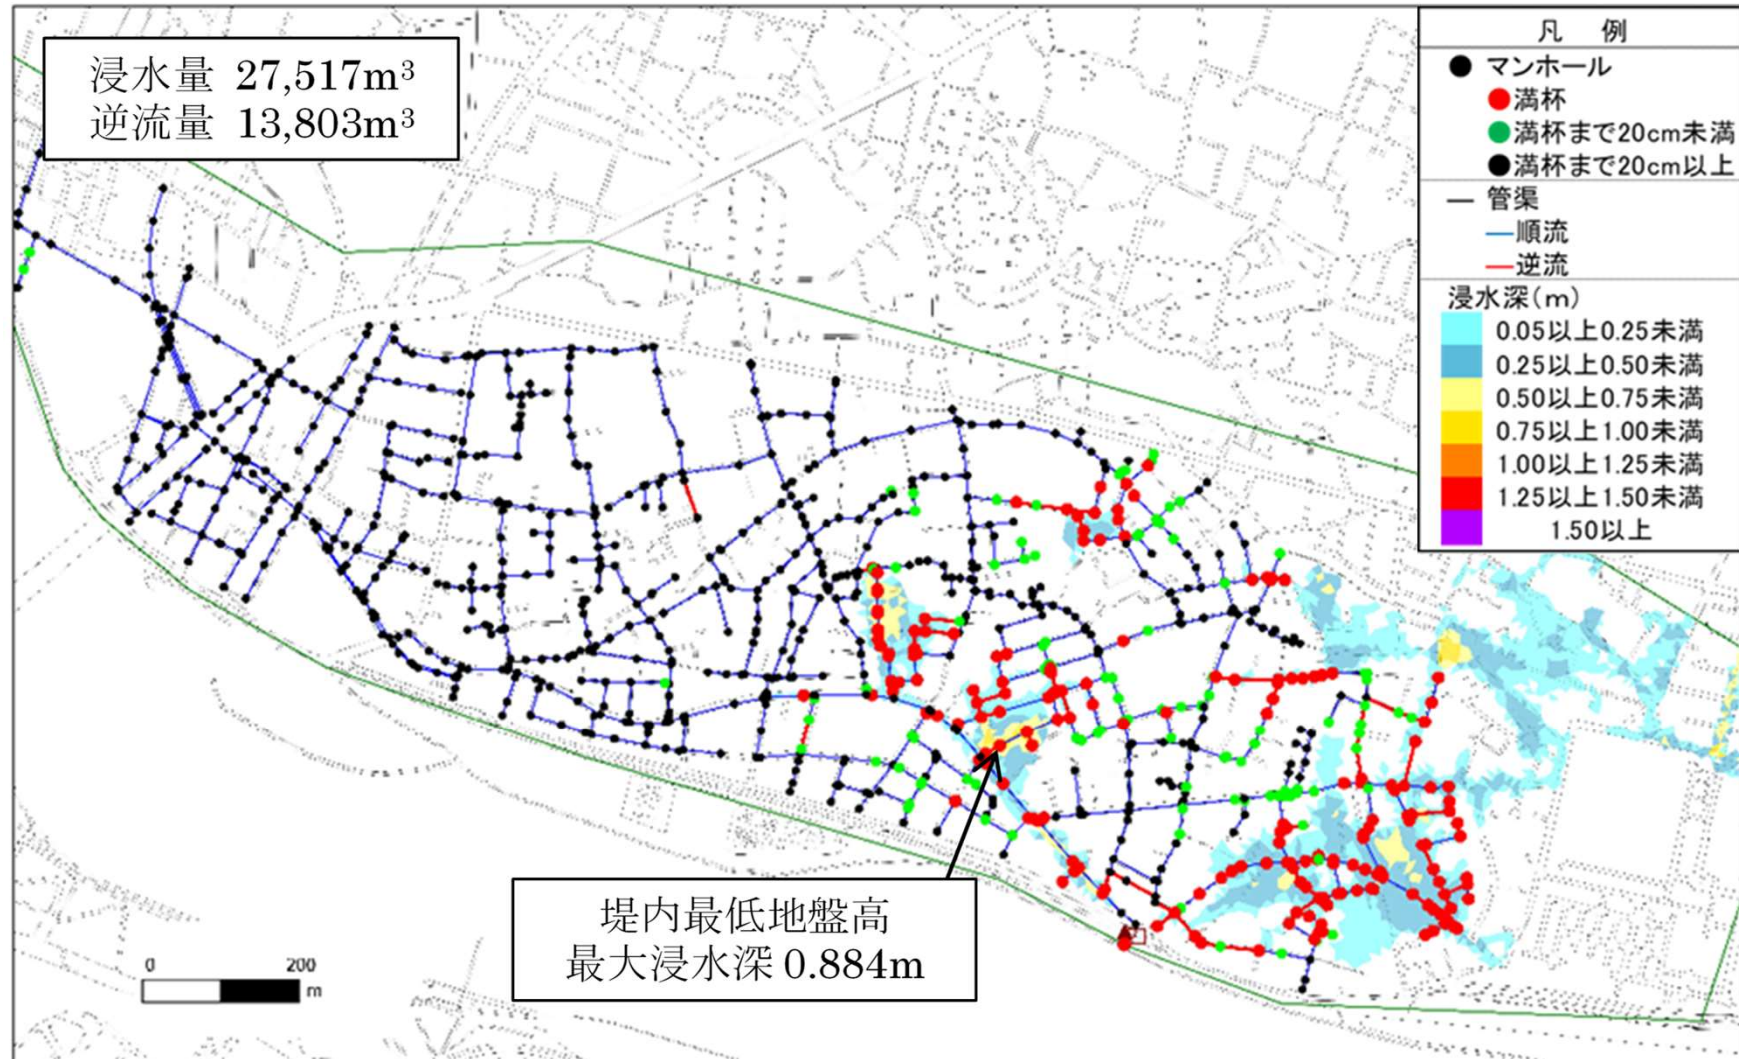 浸水量 27,517m³
逆流量 13,803m³
凡 例
マンホール
満杯
満杯まで20cm未満
満杯まで20cm以上
管渠
順流
逆流
浸水深(m)
0.05以上0.25未満
0.25以上0.50未満
0.50以上0.75未満
0.75以上1.00未満
1.00以上1.25未満
1.25以上1.50未満
1.50以上
堤内最低地盤高
最大浸水深 0.884m
0 200
m